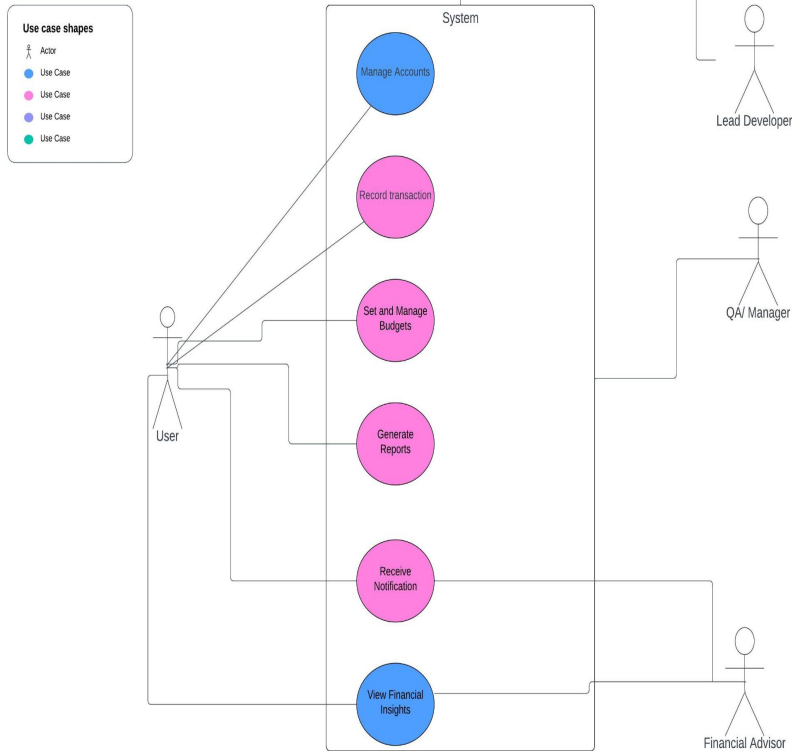 Use case shapes
Actor
Use Case
Use Case
Use Case
Use Case
System
Manage Accounts
Record transaction
Set and Manage
Budgets
Generate
Reports
Receive
Notification
View Financial
Insights
User
Lead Developer
QA/ Manager
Financial Advisor